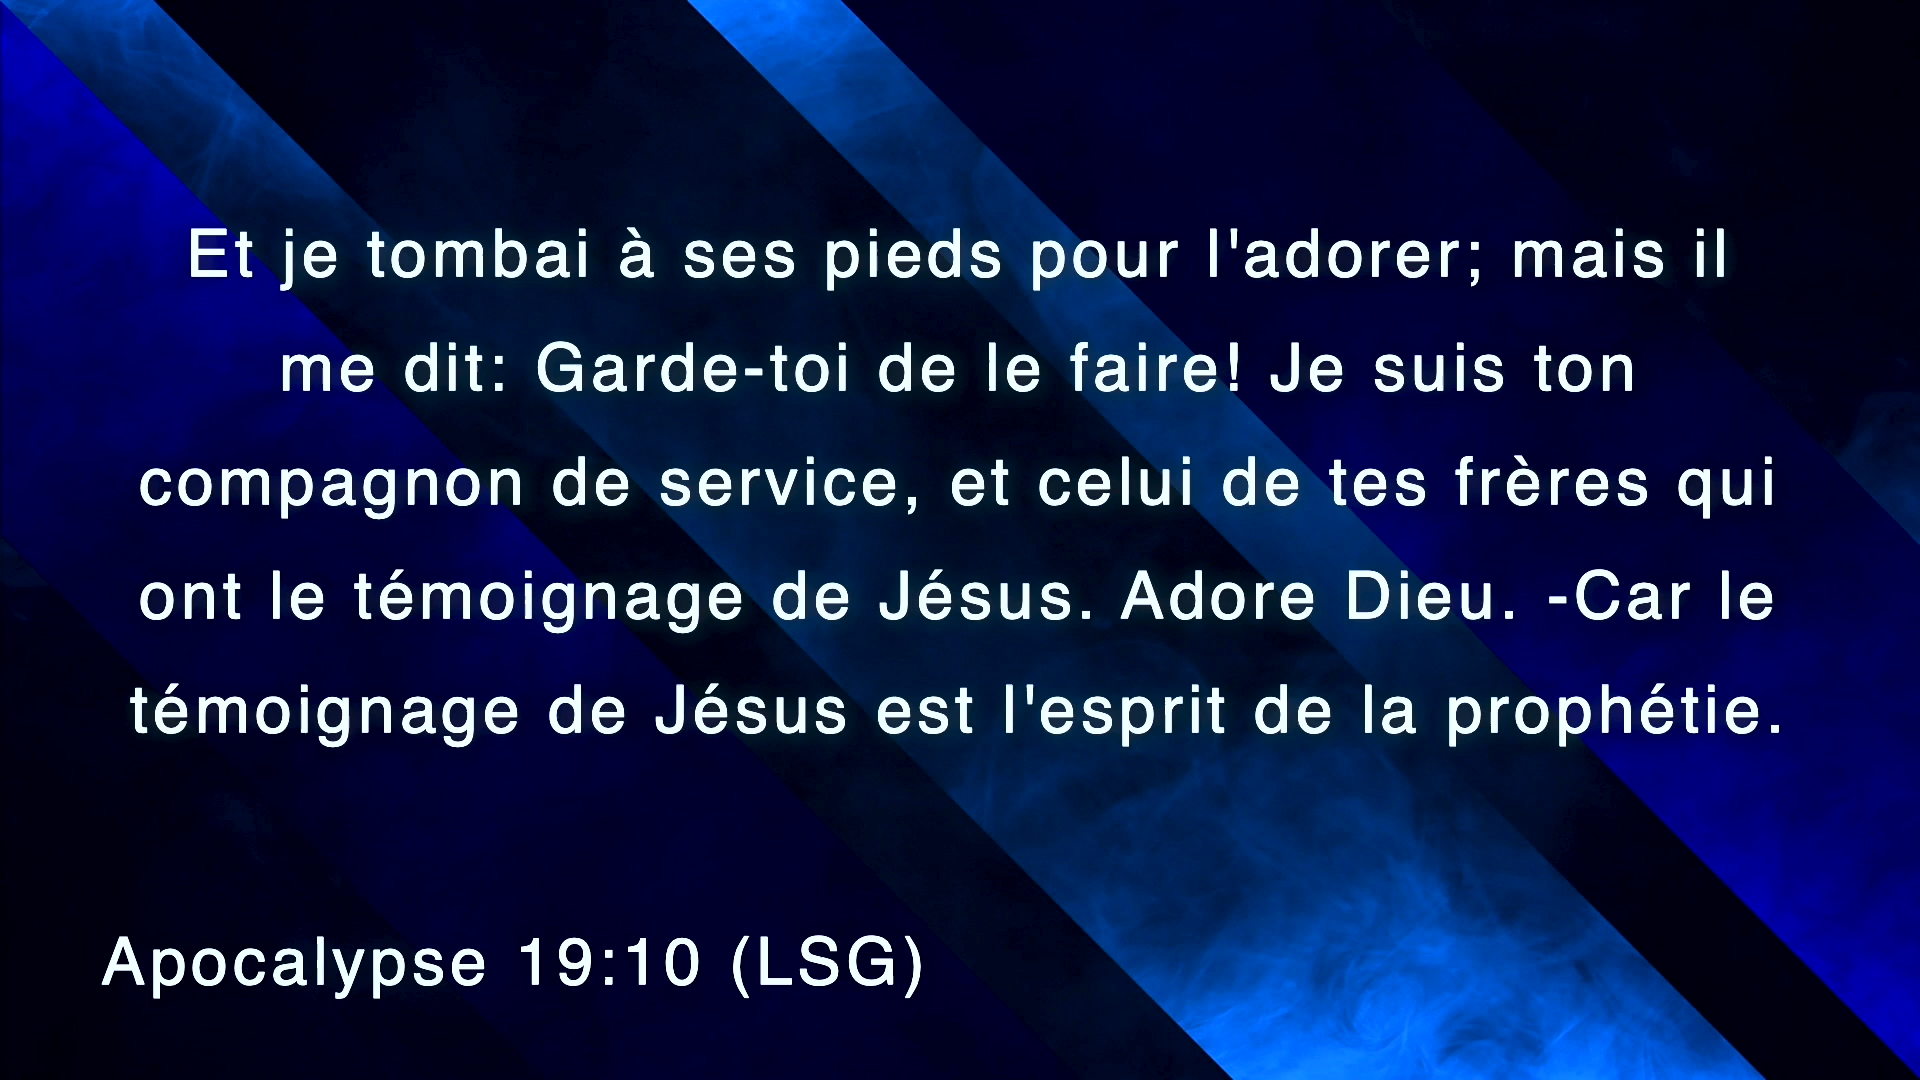 Et je tombai à ses pieds pour l'adorer; mais il
me dit: Garde-toi de le faire! Je suis ton
compagnon de service, et celui de tes frères qui
ont le témoignage de Jésus. Adore Dieu. -Car le
témoignage de Jésus est l'esprit de la prophétie.
Apocalypse 19:10 (LSG)